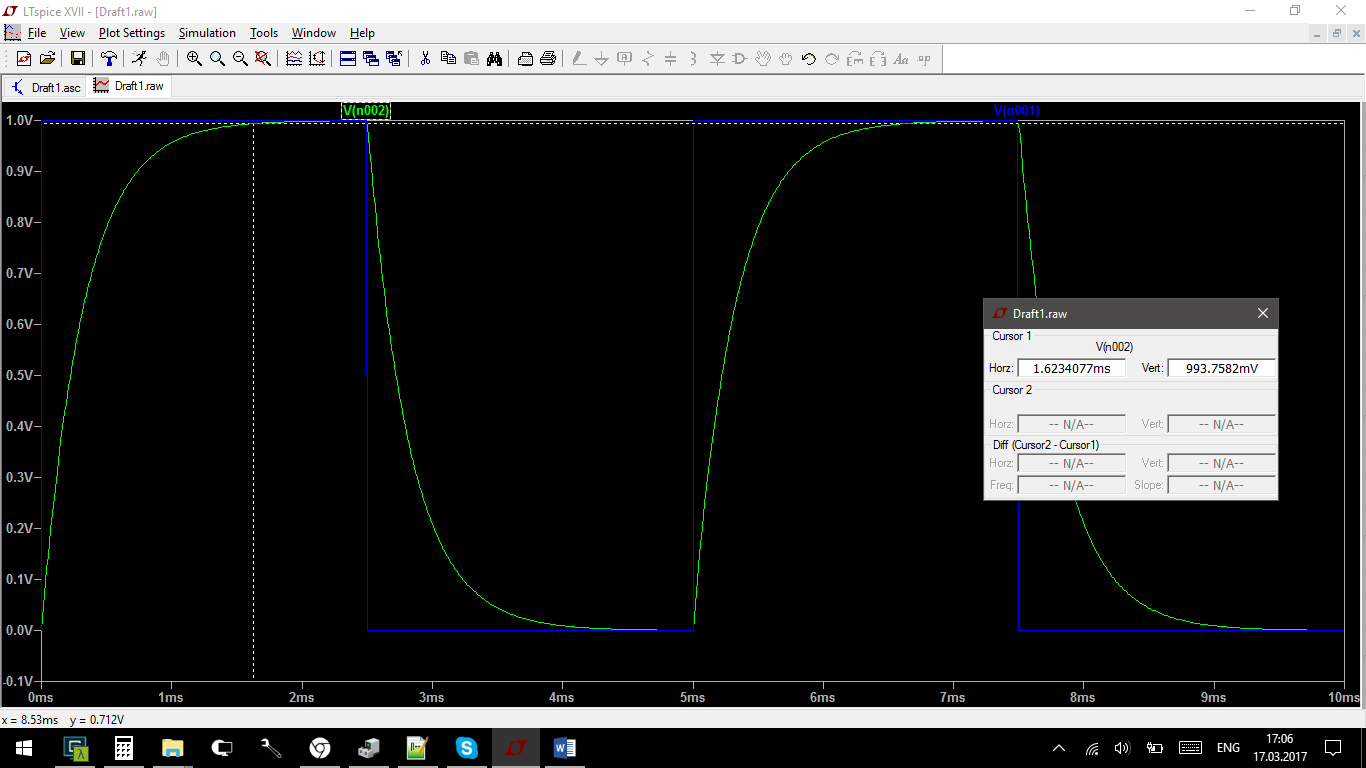 LTspice XVII - [Draft1.raw]
File View Plot Settings Simulation Tools Window Help
Draft1.asc Draft1.raw
V(n002) V(n001)
1.0V
0.9V
0.8V
0.7V
0.6V
0.5V
0.4V
0.3V
0.2V
0.1V
0.0V
-0.1V
0ms 1ms 2ms 3ms 4ms 5ms 6ms 7ms 8ms 9ms 10ms
Draft1.raw
Cursor 1
V(n002)
Horz: 1.6234077ms Vert: 993.7582mV
Cursor 2
Horz: -- N/A-- Vert: -- N/A--
Diff (Cursor2 - Cursor1)
Horz: -- N/A-- Vert: -- N/A--
Freq: -- N/A-- Slope: -- N/A--
x = 8.53ms y = 0.712V
ENG
17:06
17.03.2017